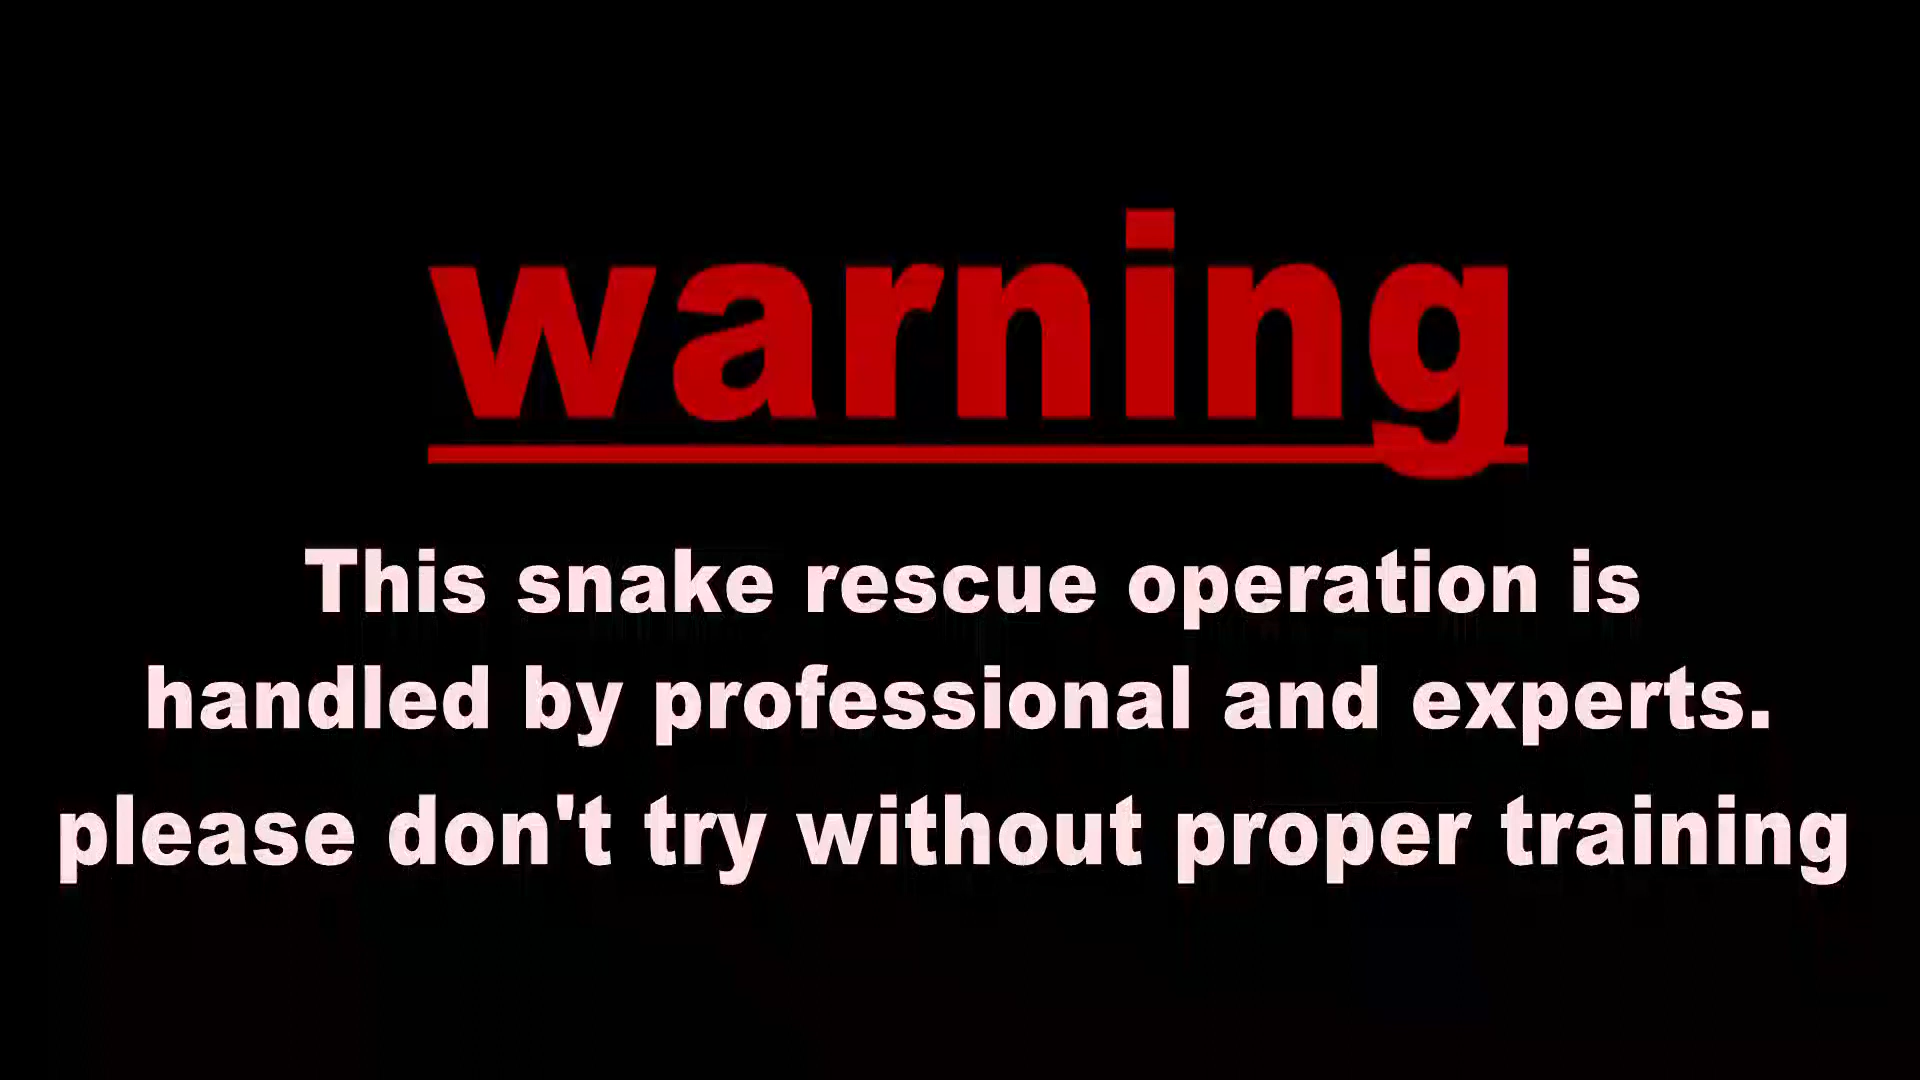 warning
This snake rescue operation is
handled by professional and experts.
please don't try without proper training